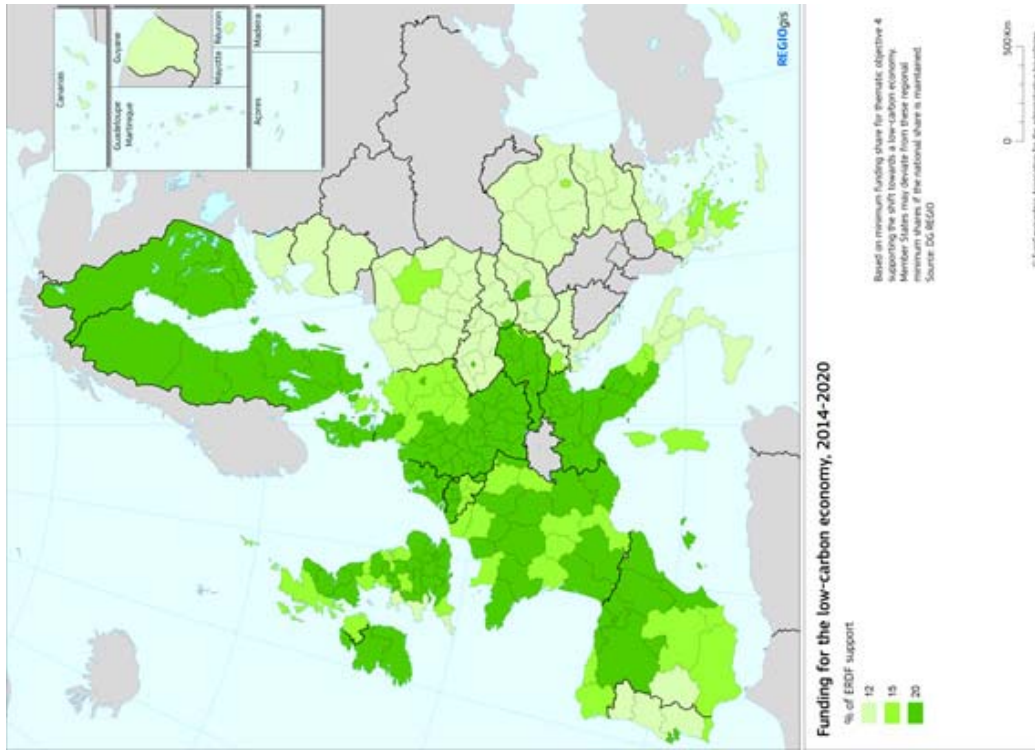 Canarias
Guyane
Guadeloupe
Martinique
Mayotte
Réunion
Açores
Madeira
REGIOgis
Funding for the low-carbon economy, 2014-2020
% of ERDF support
12
15
20
Based on minimum funding share for thematic objective 4
supporting the shift towards a low-carbon economy.
Member States may deviate from these regional
minimum shares if the national share is maintained.
Source: DG REGIO
0
500 Km